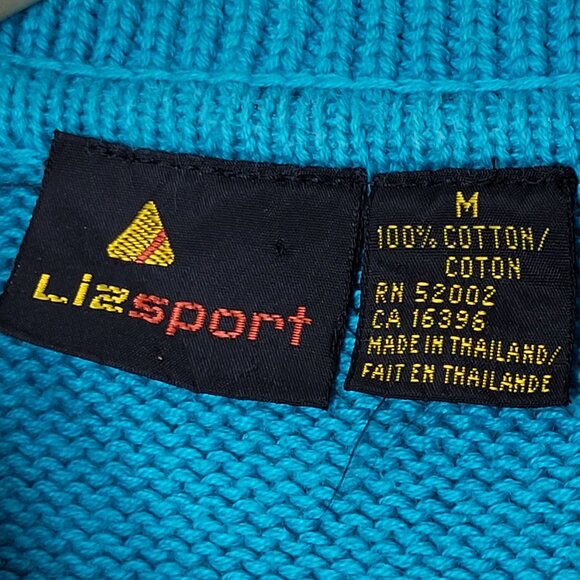 Lizsport
M
100% COTTON/
COTON
RN 52002
CA 16396
MADE IN THAILAND/
FAIT EN THAILANDE